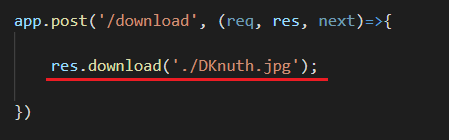 app.post('/download', (req, res, next)=>{
res.download('./DKnuth.jpg');
})